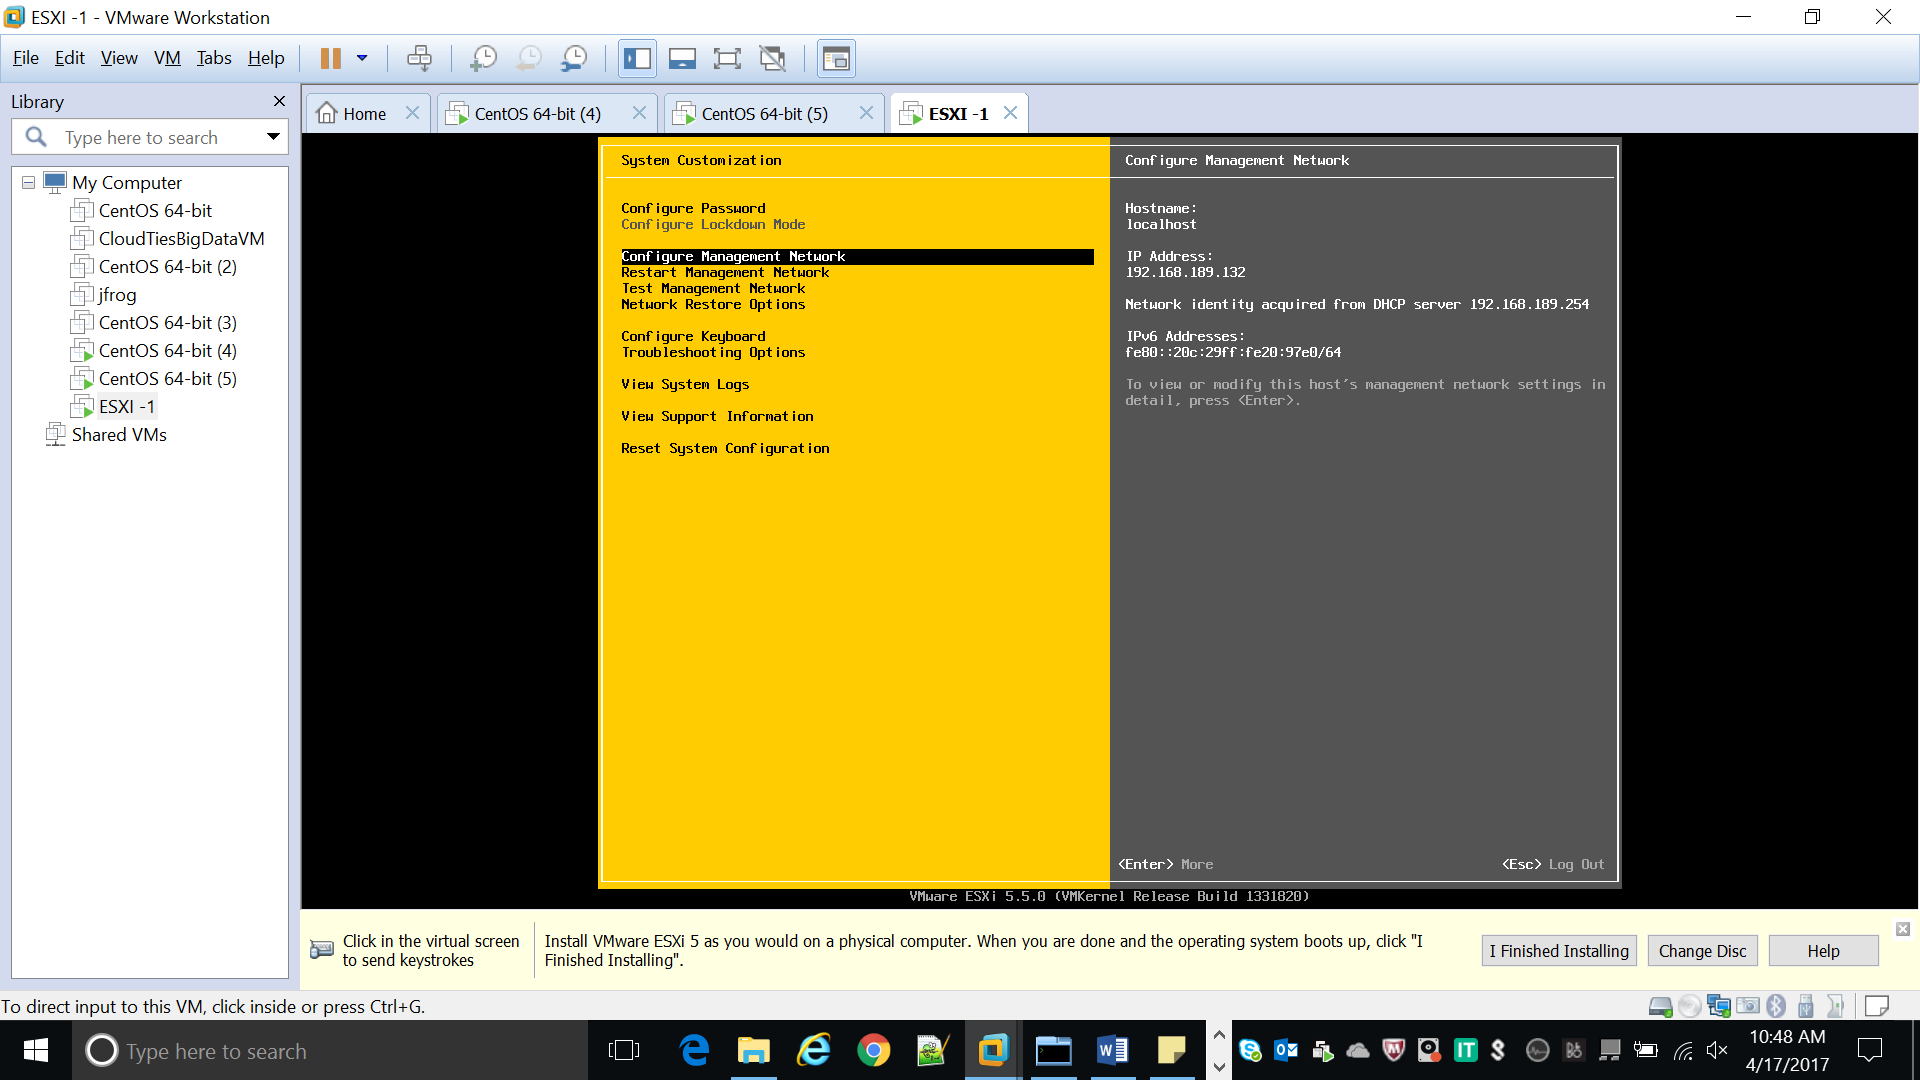 ESXI -1 - VMware Workstation
File Edit View VM Tabs Help
Library
Type here to search
My Computer
CentOS 64-bit
CloudTiesBigDataVM
CentOS 64-bit (2)
jfrog
CentOS 64-bit (3)
CentOS 64-bit (4)
CentOS 64-bit (5)
ESXI -1
Shared VMs
Home
CentOS 64-bit (4)
CentOS 64-bit (5)
ESXI -1
System Customization
Configure Password
Configure Lockdown Mode
Configure Management Network
Restart Management Network
Test Management Network
Network Restore Options
Configure Keyboard
Troubleshooting Options
View System Logs
View Support Information
Reset System Configuration
Configure Management Network
Hostname:
localhost
IP Address:
192.168.189.132
Network identity acquired from DHCP server 192.168.189.254
IPv6 Addresses:
fe80::20c:29ff:fe20:97e0/64
To view or modify this host's management network settings in
detail, press <Enter>.
<Enter> More
<Esc> Log Out
VMware ESXi 5.5.0 (VMKernel Release Build 1331820)
Click in the virtual screen
to send keystrokes
Install VMware ESXi 5 as you would on a physical computer. When you are done and the operating system boots up, click "I
Finished Installing".
I Finished Installing
Change Disc
Help
To direct input to this VM, click inside or press Ctrl+G.
Type here to search
10:48 AM
4/17/2017